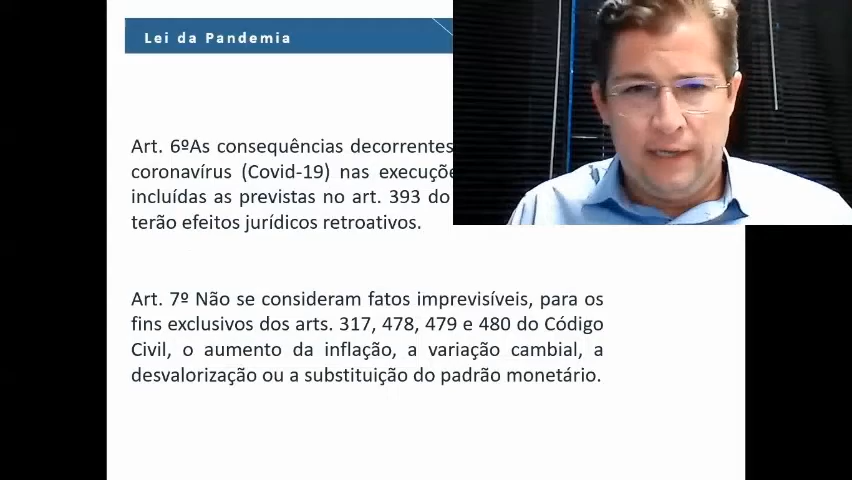 Lei da Pandemia
Art. 6ºAs consequências decorrentes
coronavírus (Covid-19) nas execuçõe
incluídas as previstas no art. 393 do
terão efeitos jurídicos retroativos.
Art. 7º Não se consideram fatos imprevisíveis, para os
fins exclusivos dos arts. 317, 478, 479 e 480 do Código
Civil, o aumento da inflação, a variação cambial, a
desvalorização ou a substituição do padrão monetário.